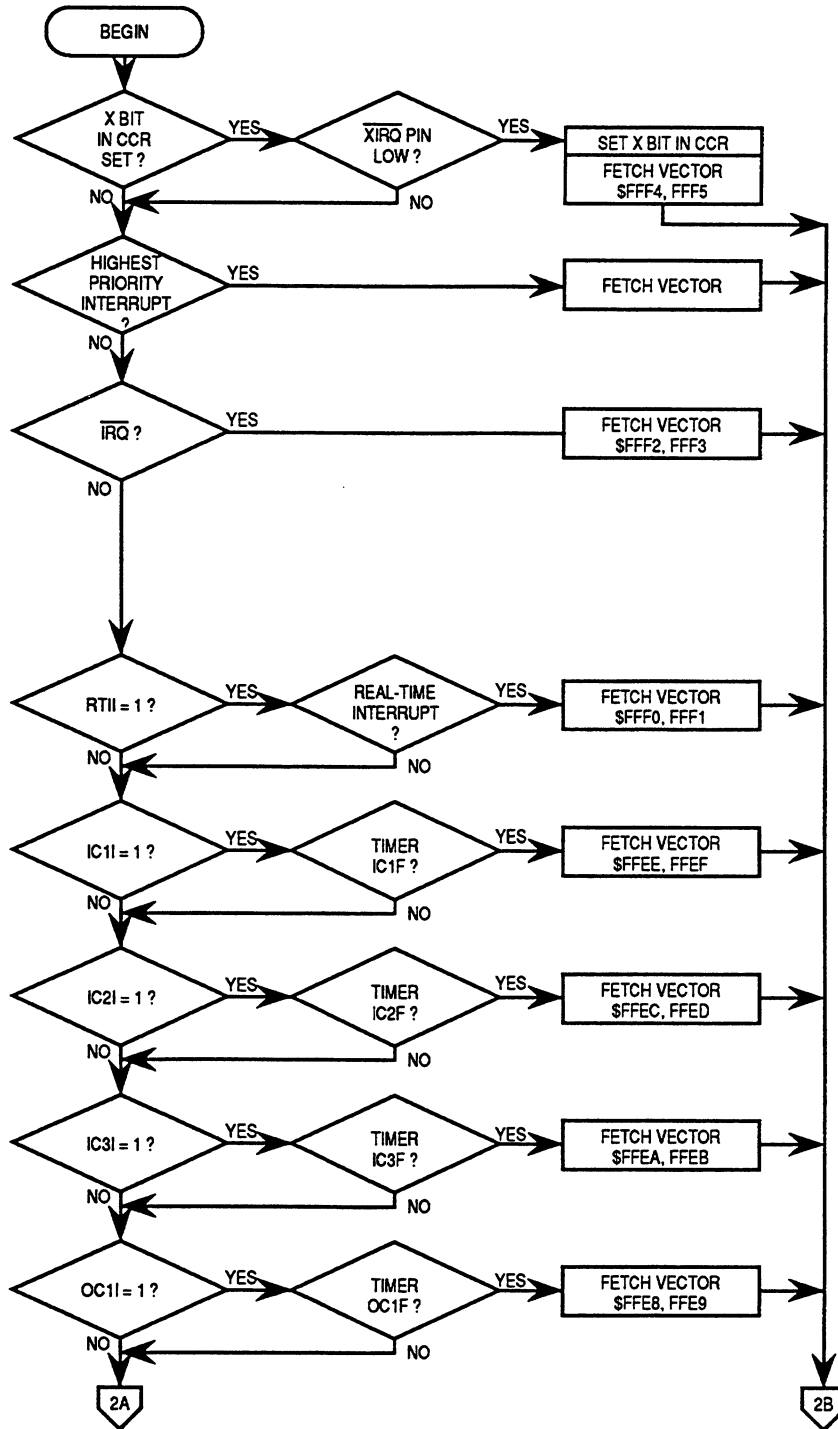 BEGIN
X BIT
IN CCR
SET ?
YES
XIRQ PIN
LOW ?
YES
SET X BIT IN CCR
FETCH VECTOR
$FFF4, FFF5
NO
NO
HIGHEST
PRIORITY
INTERRUPT
?
YES
FETCH VECTOR
NO
IRQ ?
YES
FETCH VECTOR
$FFF2, FFF3
NO
RTII = 1 ?
YES
REAL-TIME
INTERRUPT
?
YES
FETCH VECTOR
$FFF0, FFF1
NO
NO
IC1I = 1 ?
YES
TIMER
IC1F ?
YES
FETCH VECTOR
$FFEE, FFEF
NO
NO
IC2I = 1 ?
YES
TIMER
IC2F ?
YES
FETCH VECTOR
$FFEC, FFED
NO
NO
IC3I = 1 ?
YES
TIMER
IC3F ?
YES
FETCH VECTOR
$FFEA, FFEB
NO
NO
OC1I = 1 ?
YES
TIMER
OC1F ?
YES
FETCH VECTOR
$FFE8, FFE9
NO
NO
2A
2B